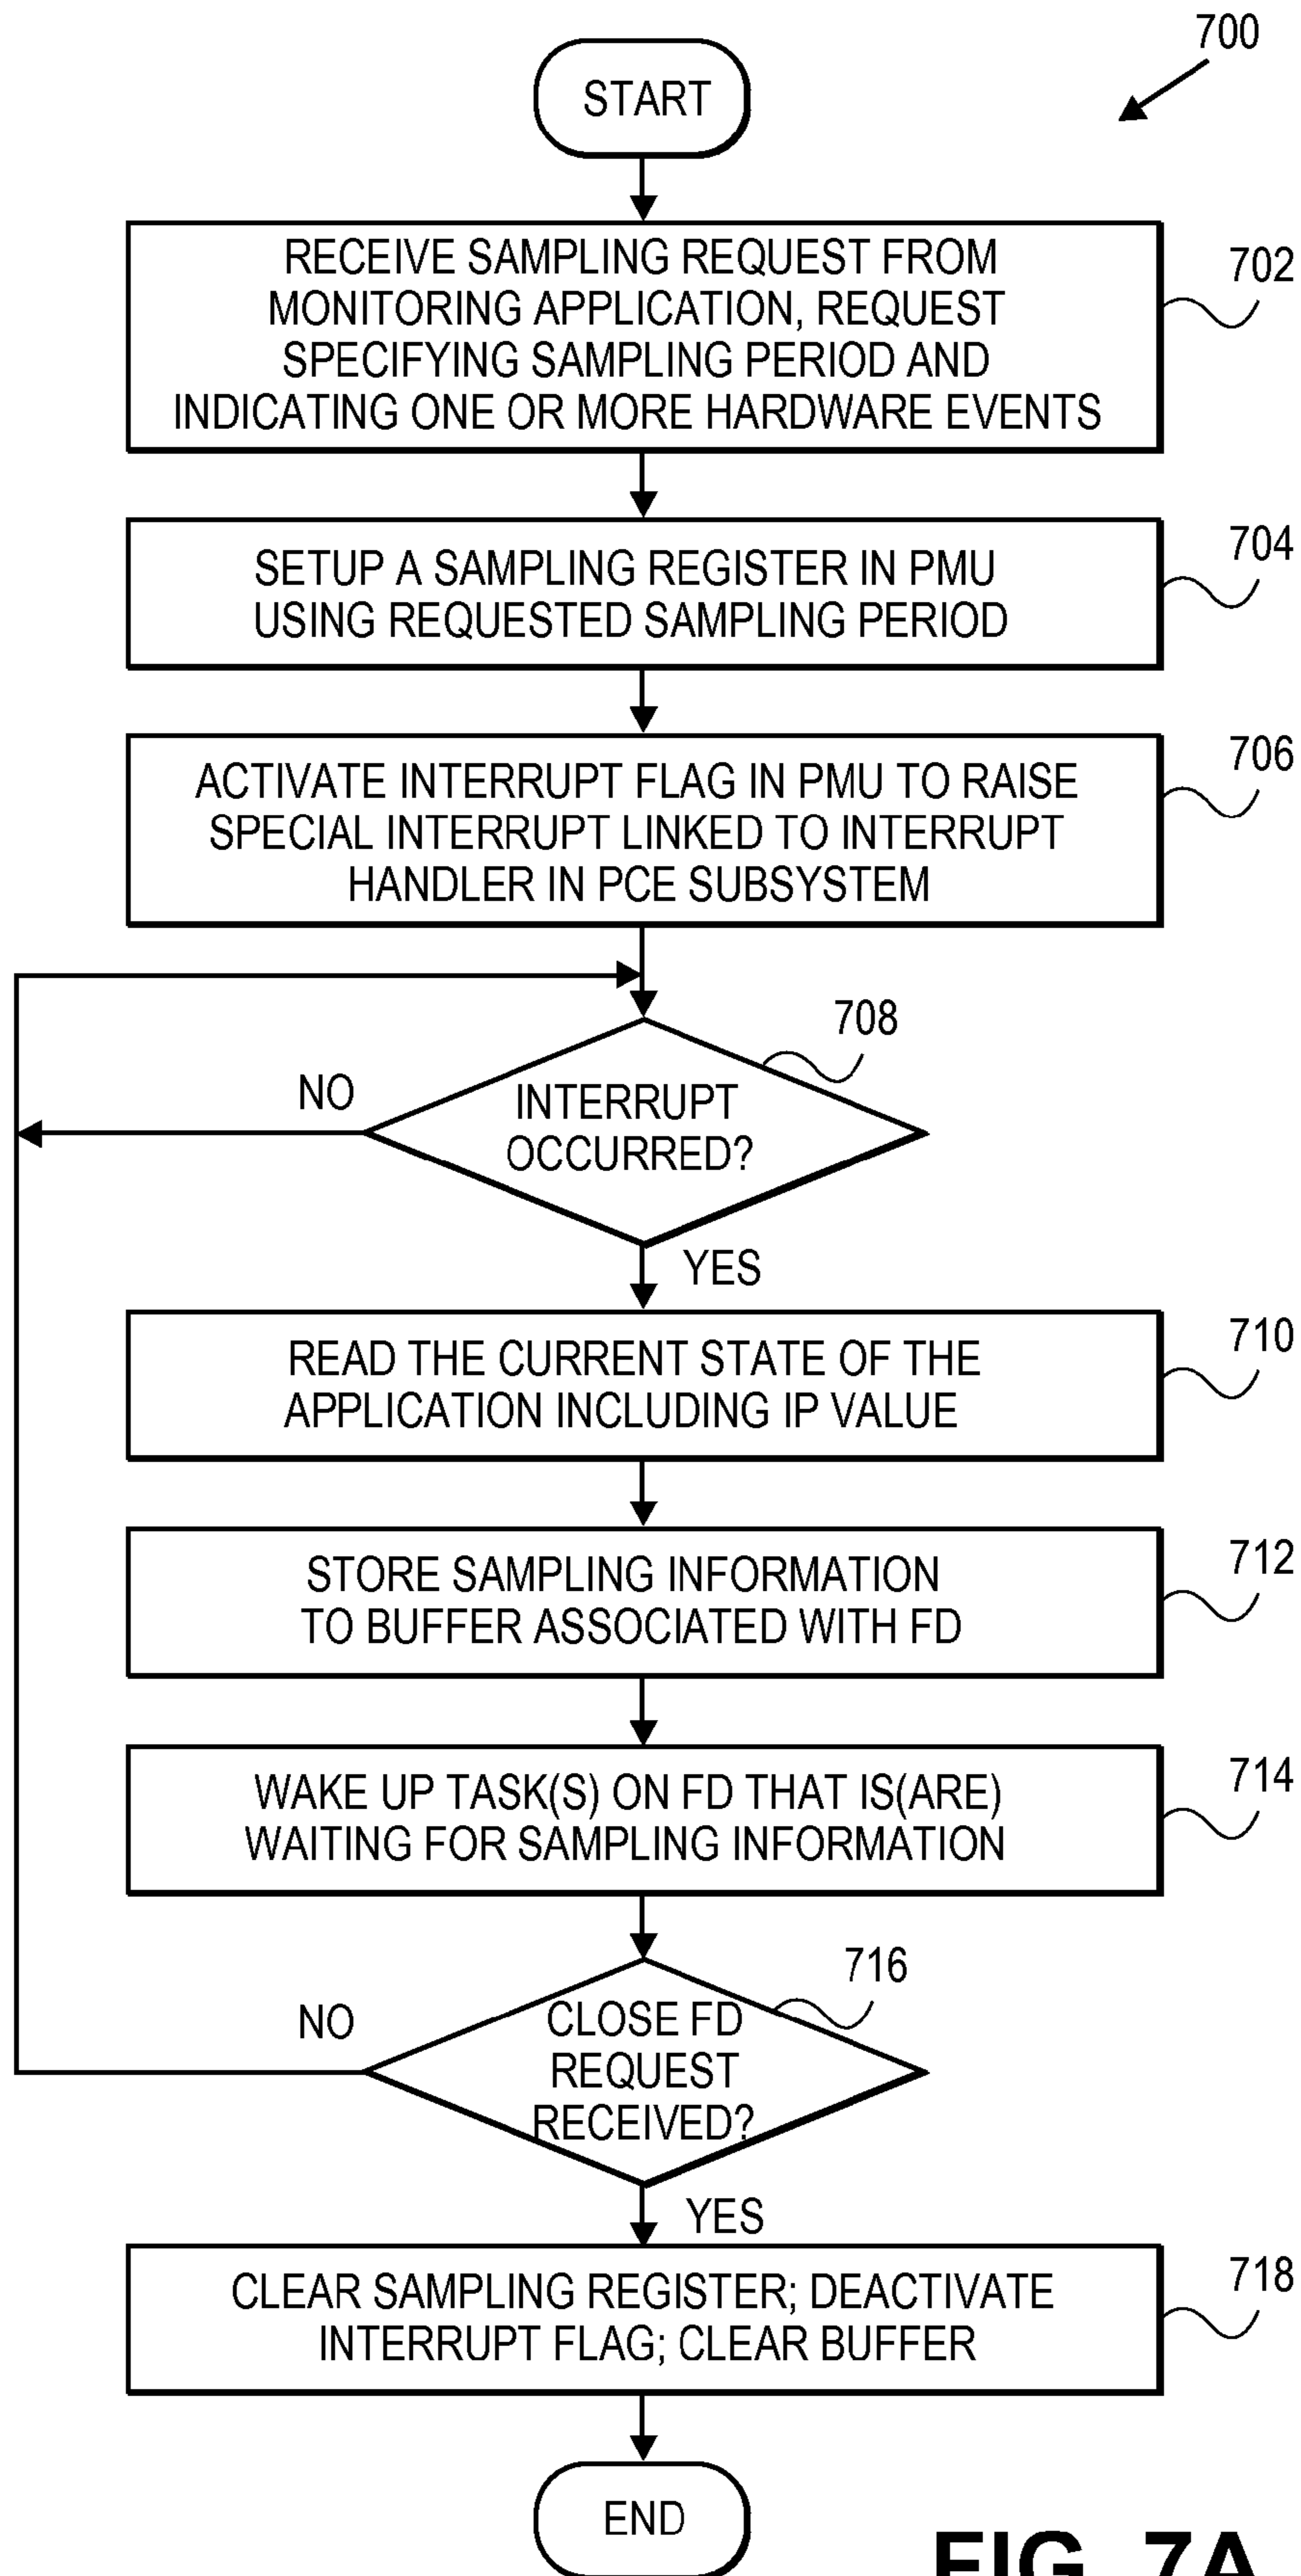 700
START
RECEIVE SAMPLING REQUEST FROM
MONITORING APPLICATION, REQUEST
SPECIFYING SAMPLING PERIOD AND
INDICATING ONE OR MORE HARDWARE EVENTS
702
SETUP A SAMPLING REGISTER IN PMU
USING REQUESTED SAMPLING PERIOD
704
ACTIVATE INTERRUPT FLAG IN PMU TO RAISE
SPECIAL INTERRUPT LINKED TO INTERRUPT
HANDLER IN PCE SUBSYSTEM
706
708
NO
INTERRUPT
OCCURRED?
YES
READ THE CURRENT STATE OF THE
APPLICATION INCLUDING IP VALUE
710
STORE SAMPLING INFORMATION
TO BUFFER ASSOCIATED WITH FD
712
WAKE UP TASK(S) ON FD THAT IS(ARE)
WAITING FOR SAMPLING INFORMATION
714
716
NO
CLOSE FD
REQUEST
RECEIVED?
YES
CLEAR SAMPLING REGISTER; DEACTIVATE
INTERRUPT FLAG; CLEAR BUFFER
718
END
FIG. 7A